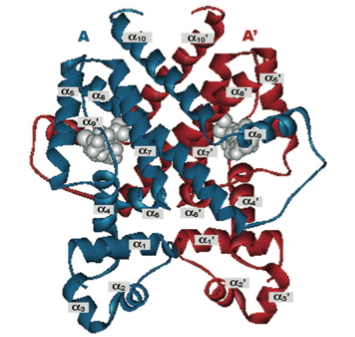 α10 α10'
A A'
α5 α8 α8' α5'
α9' α9
α7 α7'
α4 α6 α6' α4'
α1 α1'
α2 α2'
α3 α3'